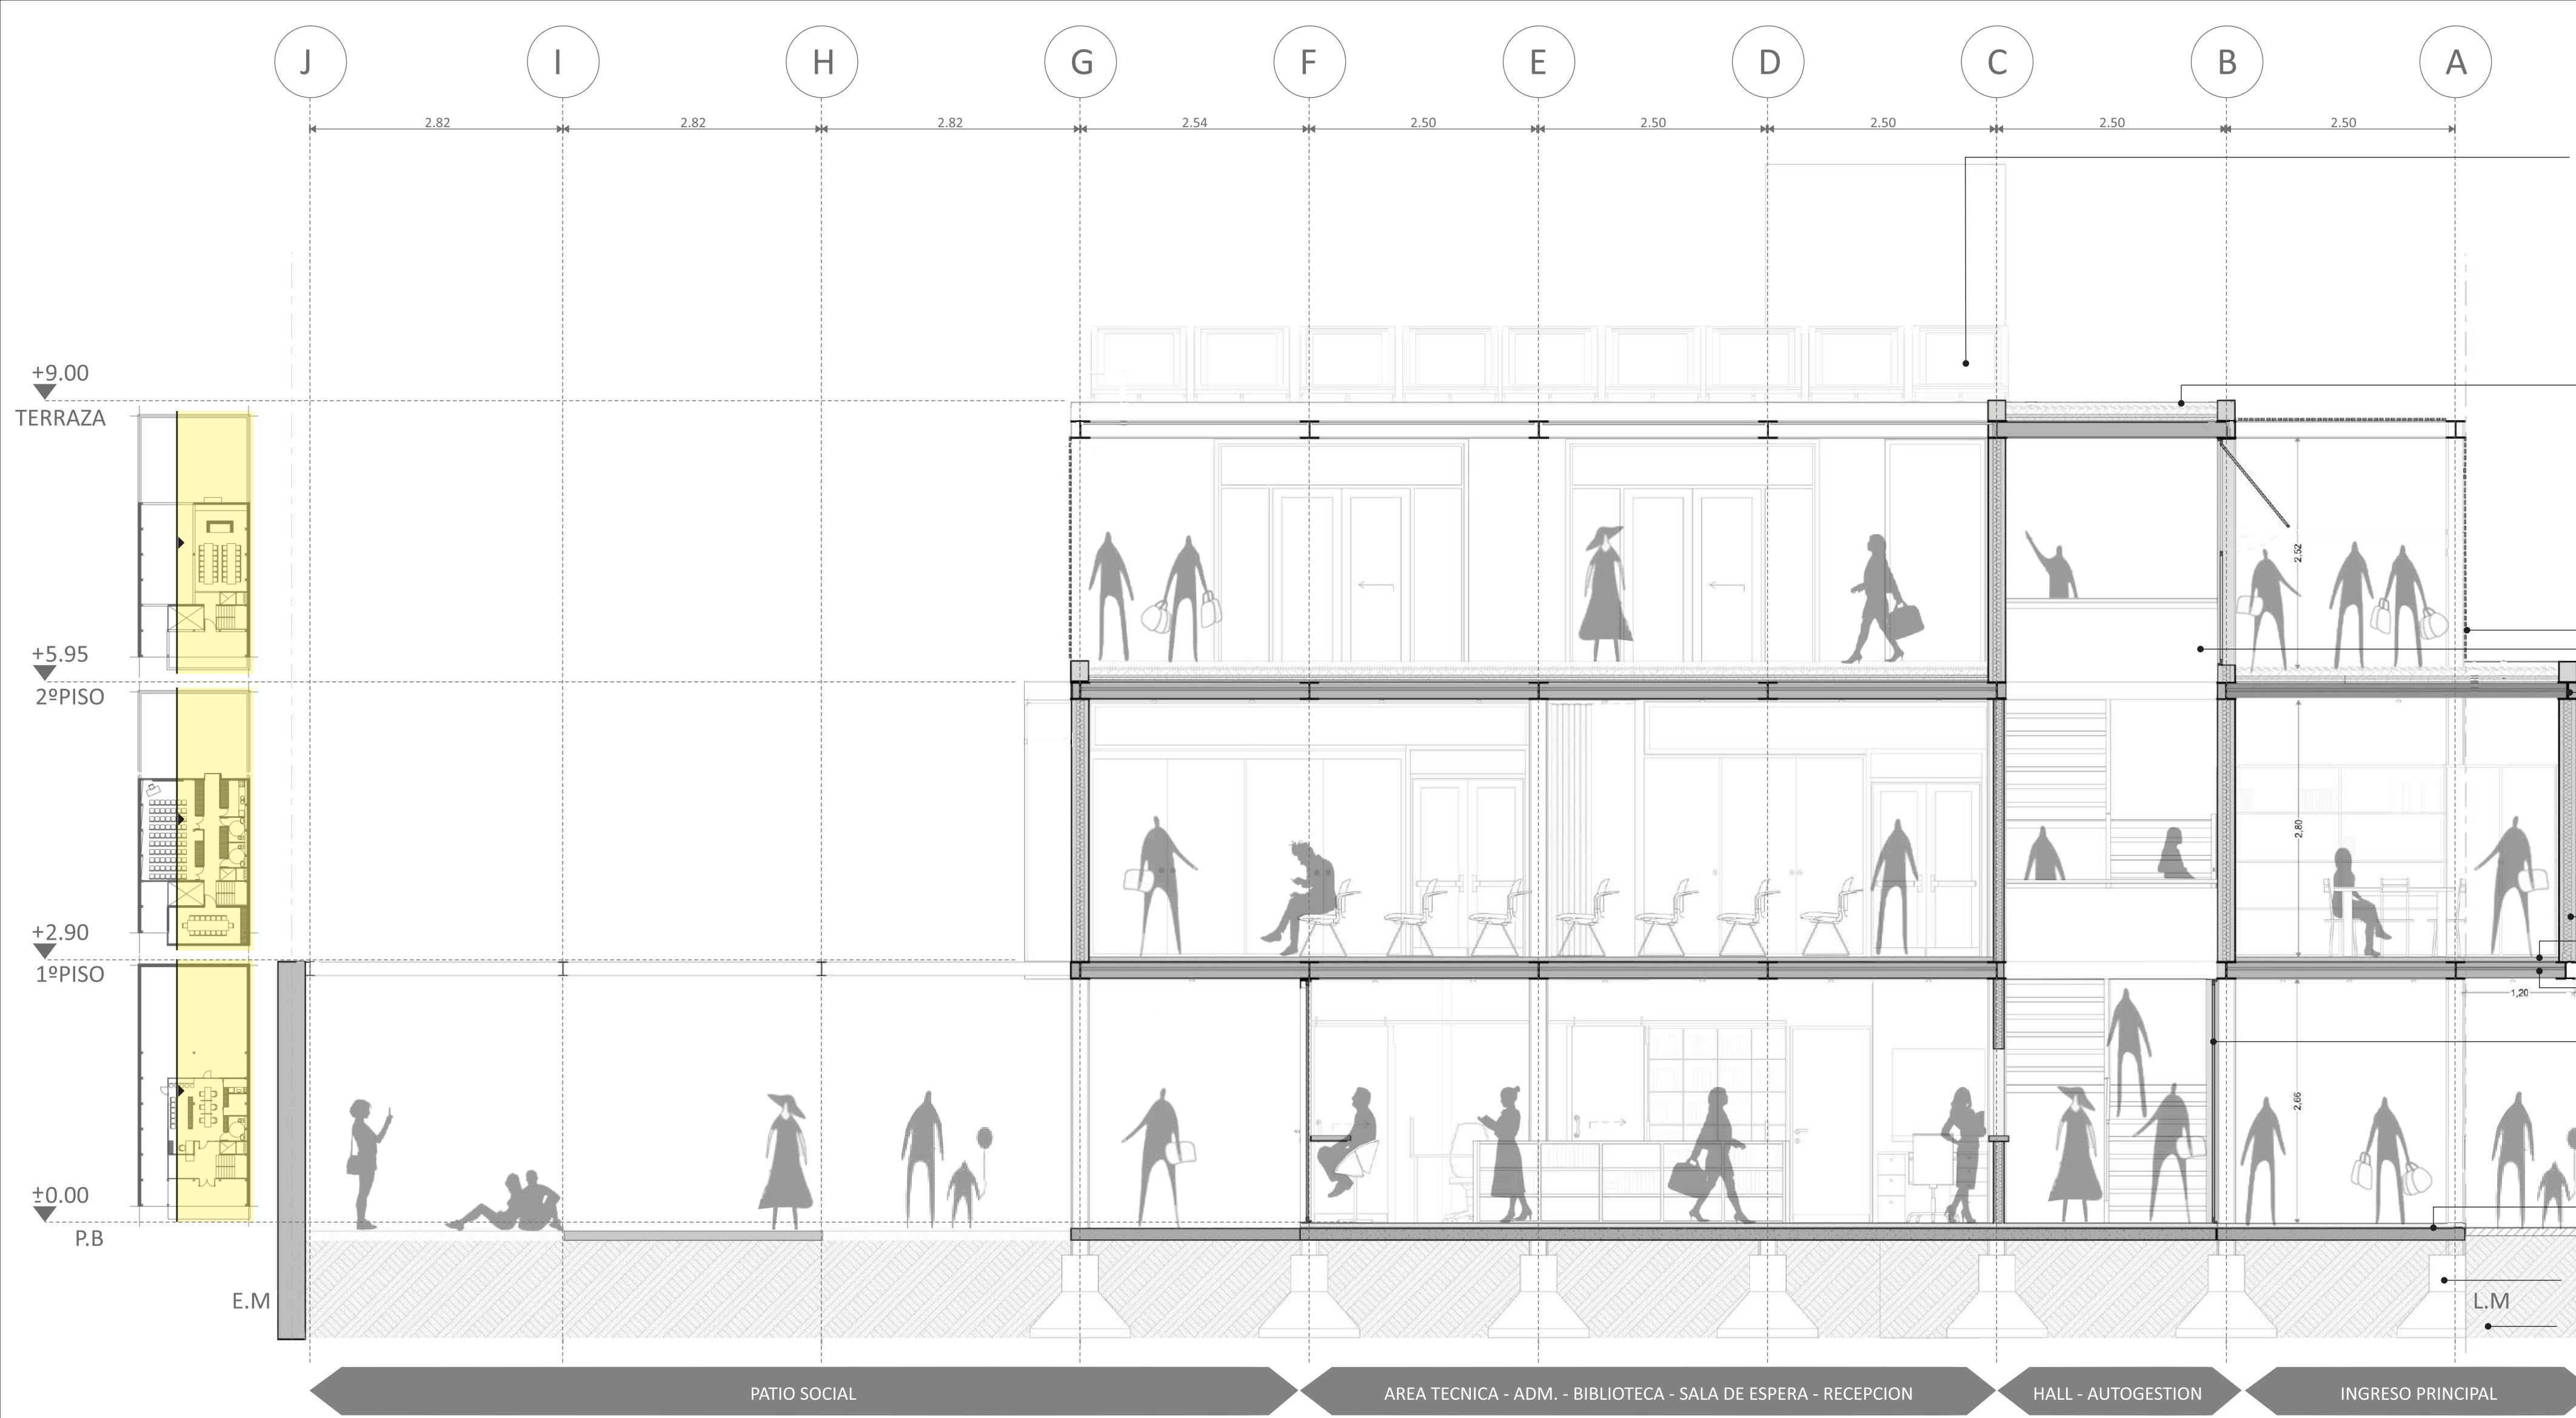 J I H G F E D C B A
2.82 2.82 2.82 2.54 2.50 2.50 2.50 2.50 2.50
+9.00
TERRAZA
2.52
+5.95
2ºPISO
2,80
+2.90
1ºPISO
1,20
2,66
±0.00
P.B
E.M
L.M
PATIO SOCIAL
AREA TECNICA - ADM. - BIBLIOTECA - SALA DE ESPERA - RECEPCION
HALL - AUTOGESTION
INGRESO PRINCIPAL